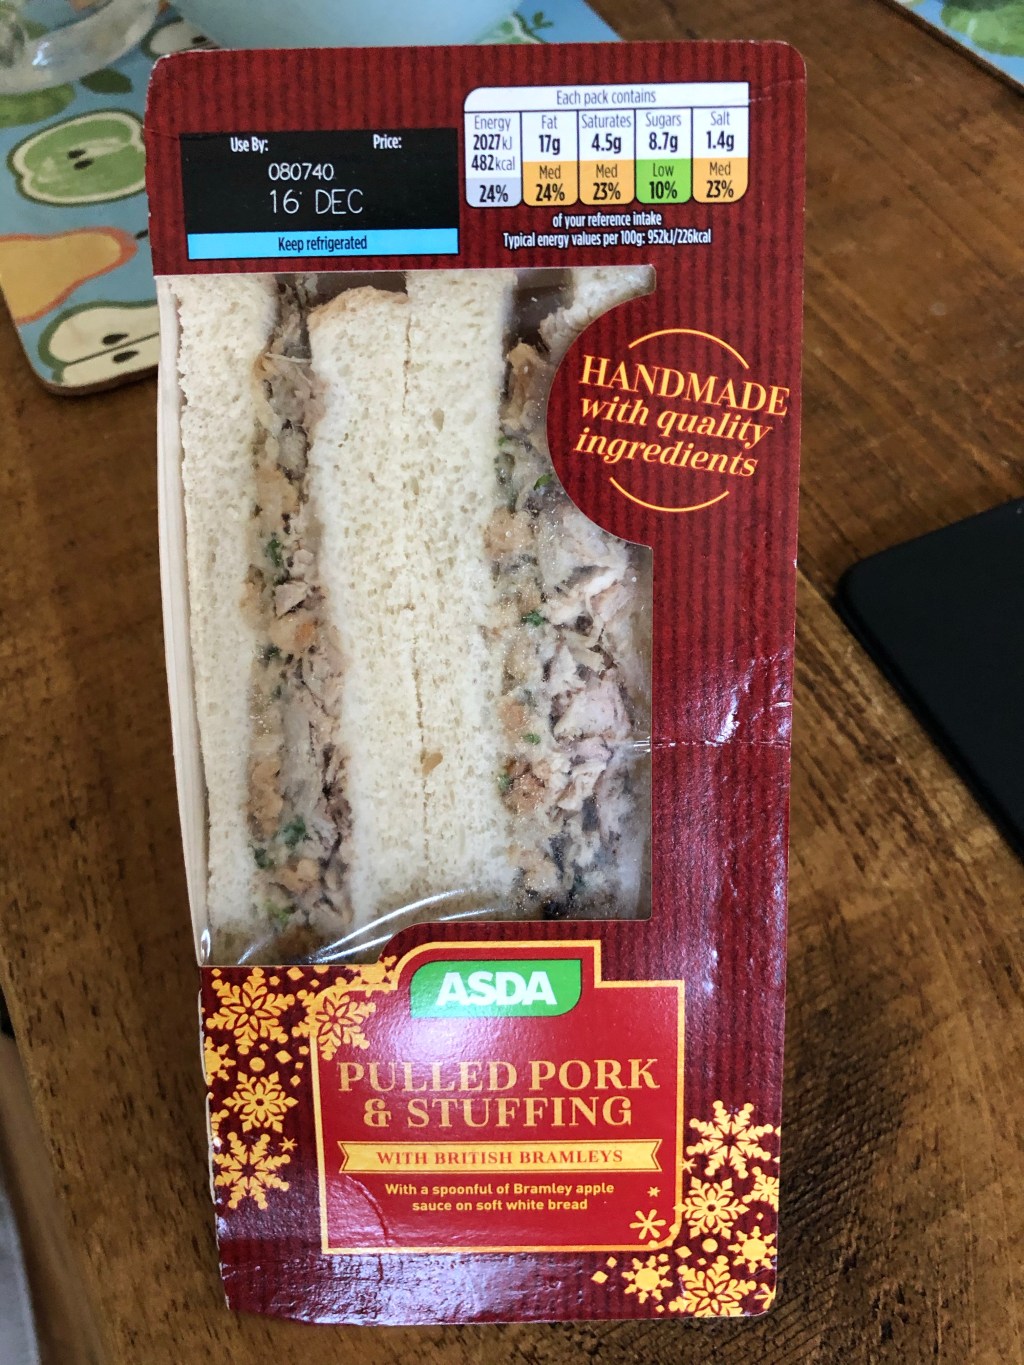 Each pack contains
Energy Fat Saturates Sugars Salt
2027kJ 17g 4.5g 8.7g 1.4g
482kcal Med Med Low Med
24% 24% 23% 10% 23%
of your reference intake
Typical energy values per 100g: 952kJ/226kcal
Use By: Price:
080740
16 DEC
Keep refrigerated
HANDMADE
with quality
ingredients
ASDA
PULLED PORK
& STUFFING
WITH BRITISH BRAMLEYS
With a spoonful of Bramley apple
sauce on soft white bread